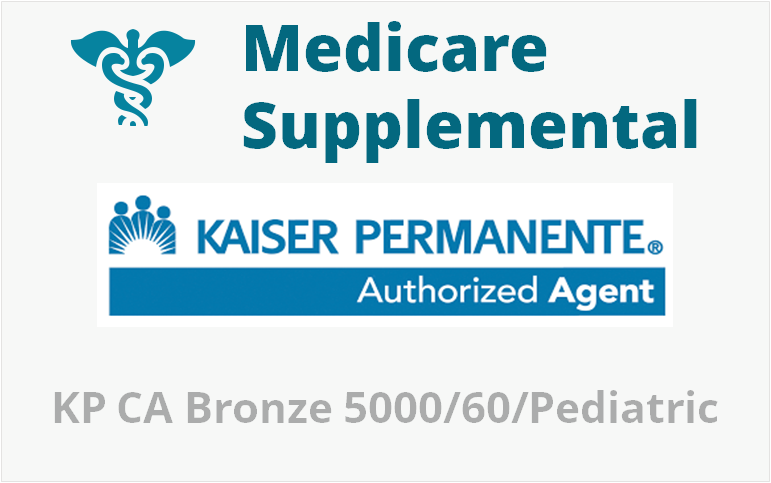 Medicare
Supplemental
KAISER PERMANENTE®
Authorized Agent
KP CA Bronze 5000/60/Pediatric